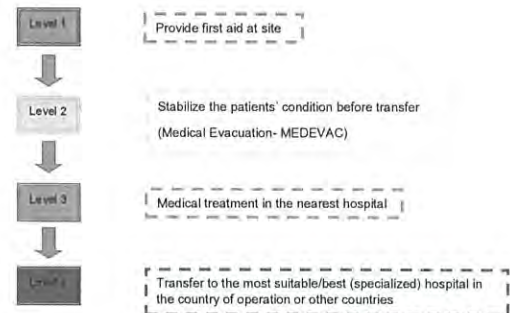 Level 1
Provide first aid at site
Level 2
Stabilize the patients' condition before transfer
(Medical Evacuation- MEDEVAC)
Level 3
Medical treatment in the nearest hospital
Transfer to the most suitable/best (specialized) hospital in
the country of operation or other countries